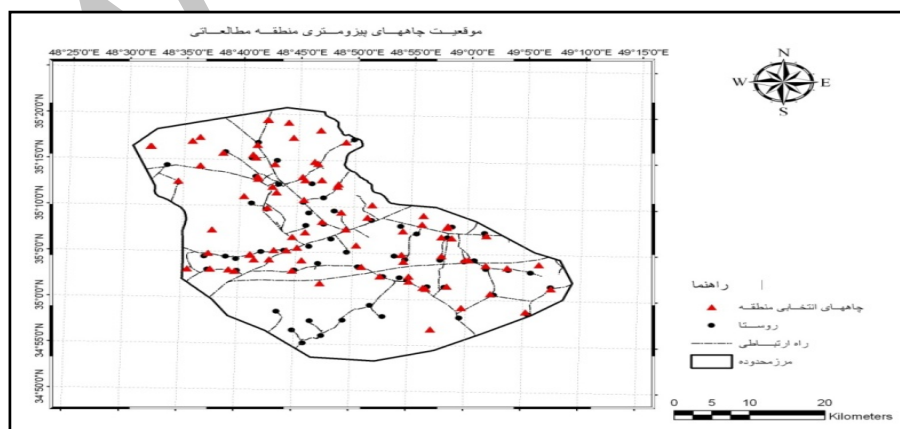 موقعیت چاههای پیزومتری منطقه مطالعاتی
48°25'0"E 48°30'0"E 48°35'0"E 48°40'0"E 48°45'0"E 48°50'0"E 48°55'0"E 49°0'0"E 49°5'0"E 49°10'0"E 49°15'0"E
35°20'0"N
35°15'0"N
35°10'0"N
35°5'0"N
35°0'0"N
34°55'0"N
34°50'0"N
N
W E
S
راهنما
چاههای انتخابی منطقه
روستا
راه ارتباطی
مرزمحدوده
0 5 10 20
Kilometers